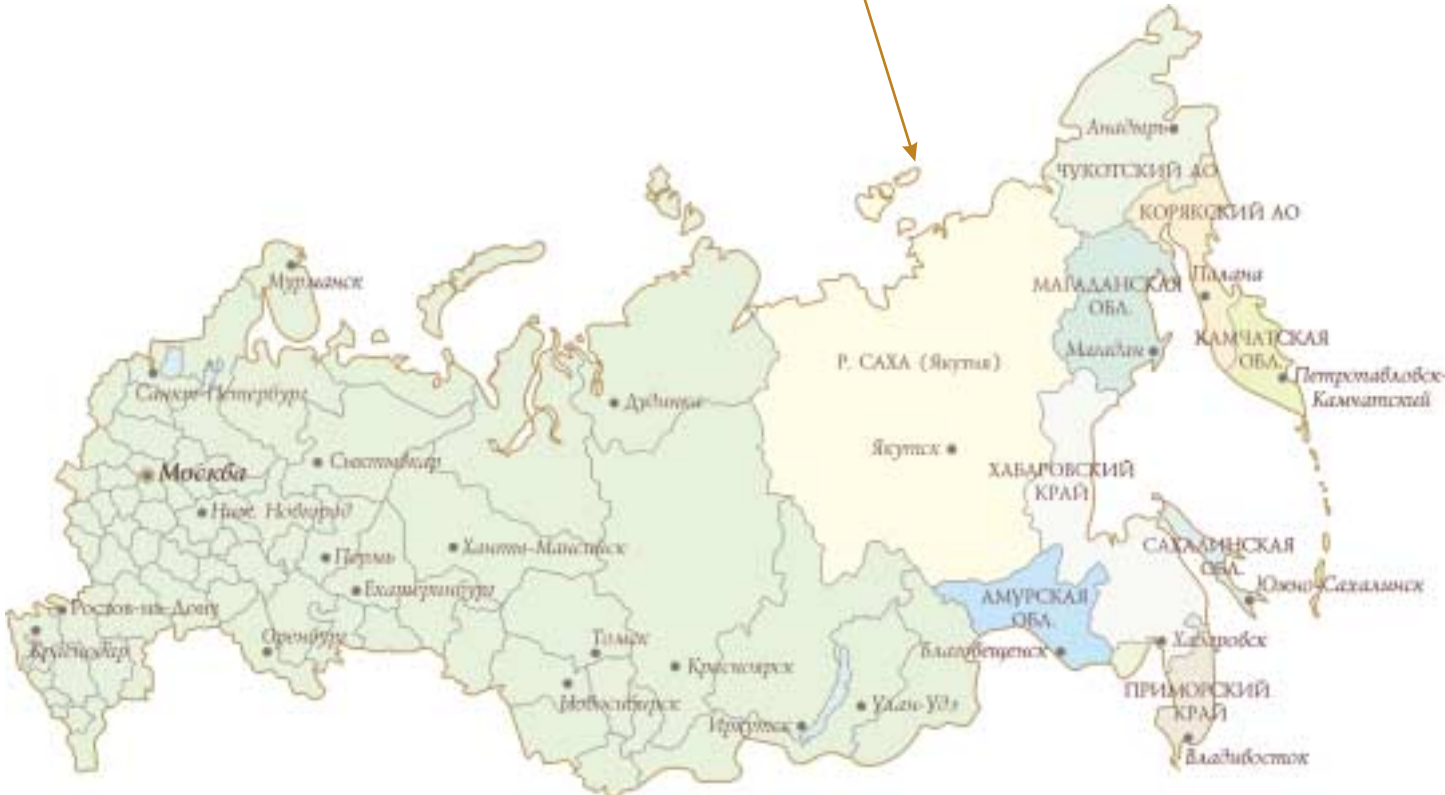 Анадырь
ЧУКОТСКИЙ АО
КОРЯКСКИЙ АО
Мурманск
Палана
МАГАДАНСКАЯ
ОБЛ.
КАМЧАТСКАЯ
ОБЛ.
Р. САХА (Якутия)
Магадан
Петропавловск-
Камчатский
Санкт-Петербург
Дудинка
Якутск
Сыктывкар
Москва
ХАБАРОВСКИЙ
КРАЙ
Ниж. Новгород
Ханты-Мансийск
САХАЛИНСКАЯ
ОБЛ.
Пермь
Южно-Сахалинск
Екатеринбург
АМУРСКАЯ
ОБЛ.
Ростов-на-Дону
Краснодар
Оренбург
Томск
Хабаровск
Благовещенск
Красноярск
ПРИМОРСКИЙ
КРАЙ
Новосибирск
Улан-Удэ
Иркутск
Владивосток